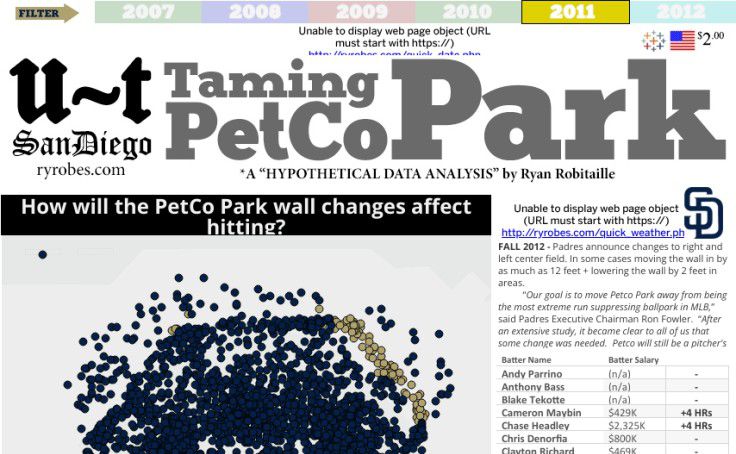 FILTER 2007 2008 2009 2010 2011 2012
Unable to display web page object (URL
must start with https://)
http://ryrobes.com/quick_date.php
$2.00
u~t
SanDiego
ryrobes.com
Taming
PetCo
Park
*A “HYPOTHETICAL DATA ANALYSIS” by Ryan Robitaille
How will the PetCo Park wall changes affect
hitting?
Unable to display web page object
(URL must start with https://)
http://ryrobes.com/quick_weather.ph
SD
FALL 2012 - Padres announce changes to right and
left center field. In some cases moving the wall in by
as much as 12 feet + lowering the wall by 2 feet in
areas.
“Our goal is to move Petco Park away from being
the most extreme run suppressing ballpark in MLB,”
said Padres Executive Chairman Ron Fowler. “After
an extensive study, it became clear to all of us that
some change was needed. Petco will still be a pitcher's
Batter Name Batter Salary
Andy Parrino (n/a) -
Anthony Bass (n/a) -
Blake Tekotte (n/a) -
Cameron Maybin $429K +4 HRs
Chase Headley $2,325K +4 HRs
Chris Denorfia $800K -
Clayton Richard $469K -